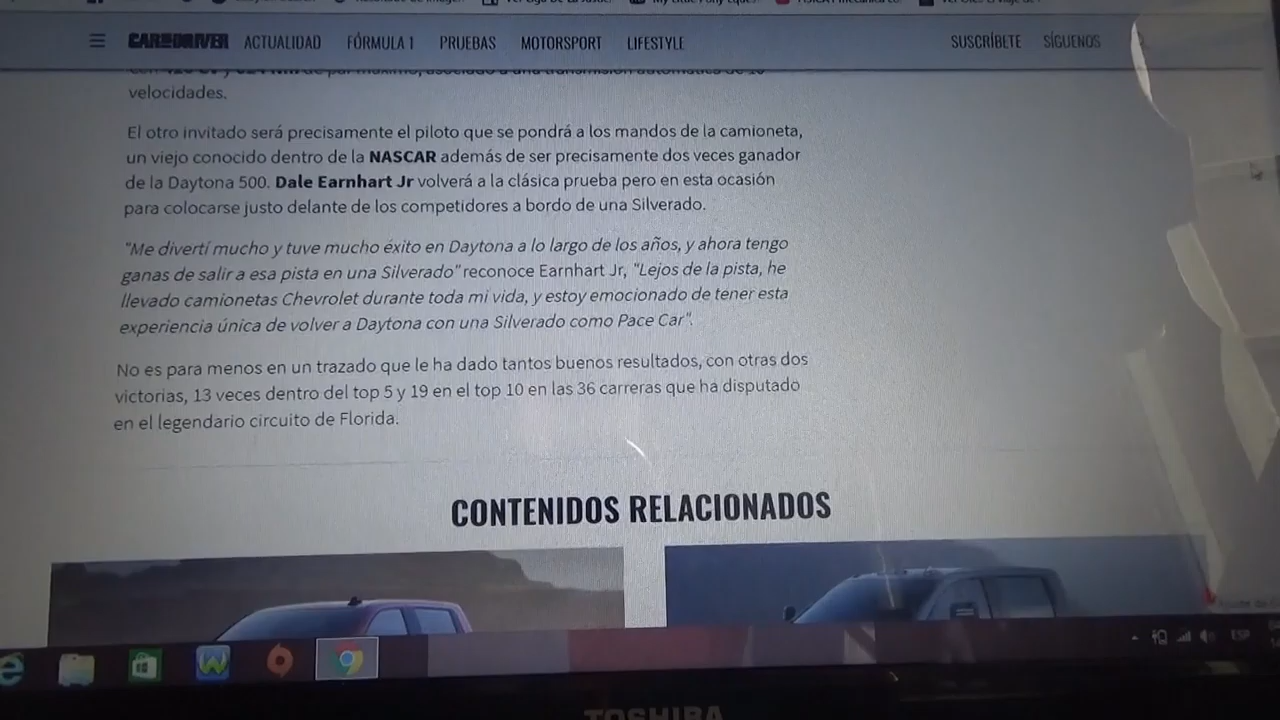 ☰ CAR AND DRIVER ACTUALIDAD FÓRMULA 1 PRUEBAS MOTORSPORT LIFESTYLE SUSCRÍBETE SÍGUENOS
velocidades.
El otro invitado será precisamente el piloto que se pondrá a los mandos de la camioneta,
un viejo conocido dentro de la NASCAR además de ser precisamente dos veces ganador
de la Daytona 500. Dale Earnhart Jr volverá a la clásica prueba pero en esta ocasión
para colocarse justo delante de los competidores a bordo de una Silverado.
"Me divertí mucho y tuve mucho éxito en Daytona a lo largo de los años, y ahora tengo
ganas de salir a esa pista en una Silverado" reconoce Earnhart Jr, "Lejos de la pista, he
llevado camionetas Chevrolet durante toda mi vida, y estoy emocionado de tener esta
experiencia única de volver a Daytona con una Silverado como Pace Car".
No es para menos en un trazado que le ha dado tantos buenos resultados, con otras dos
victorias, 13 veces dentro del top 5 y 19 en el top 10 en las 36 carreras que ha disputado
en el legendario circuito de Florida.
CONTENIDOS RELACIONADOS
ESP
TOSHIBA